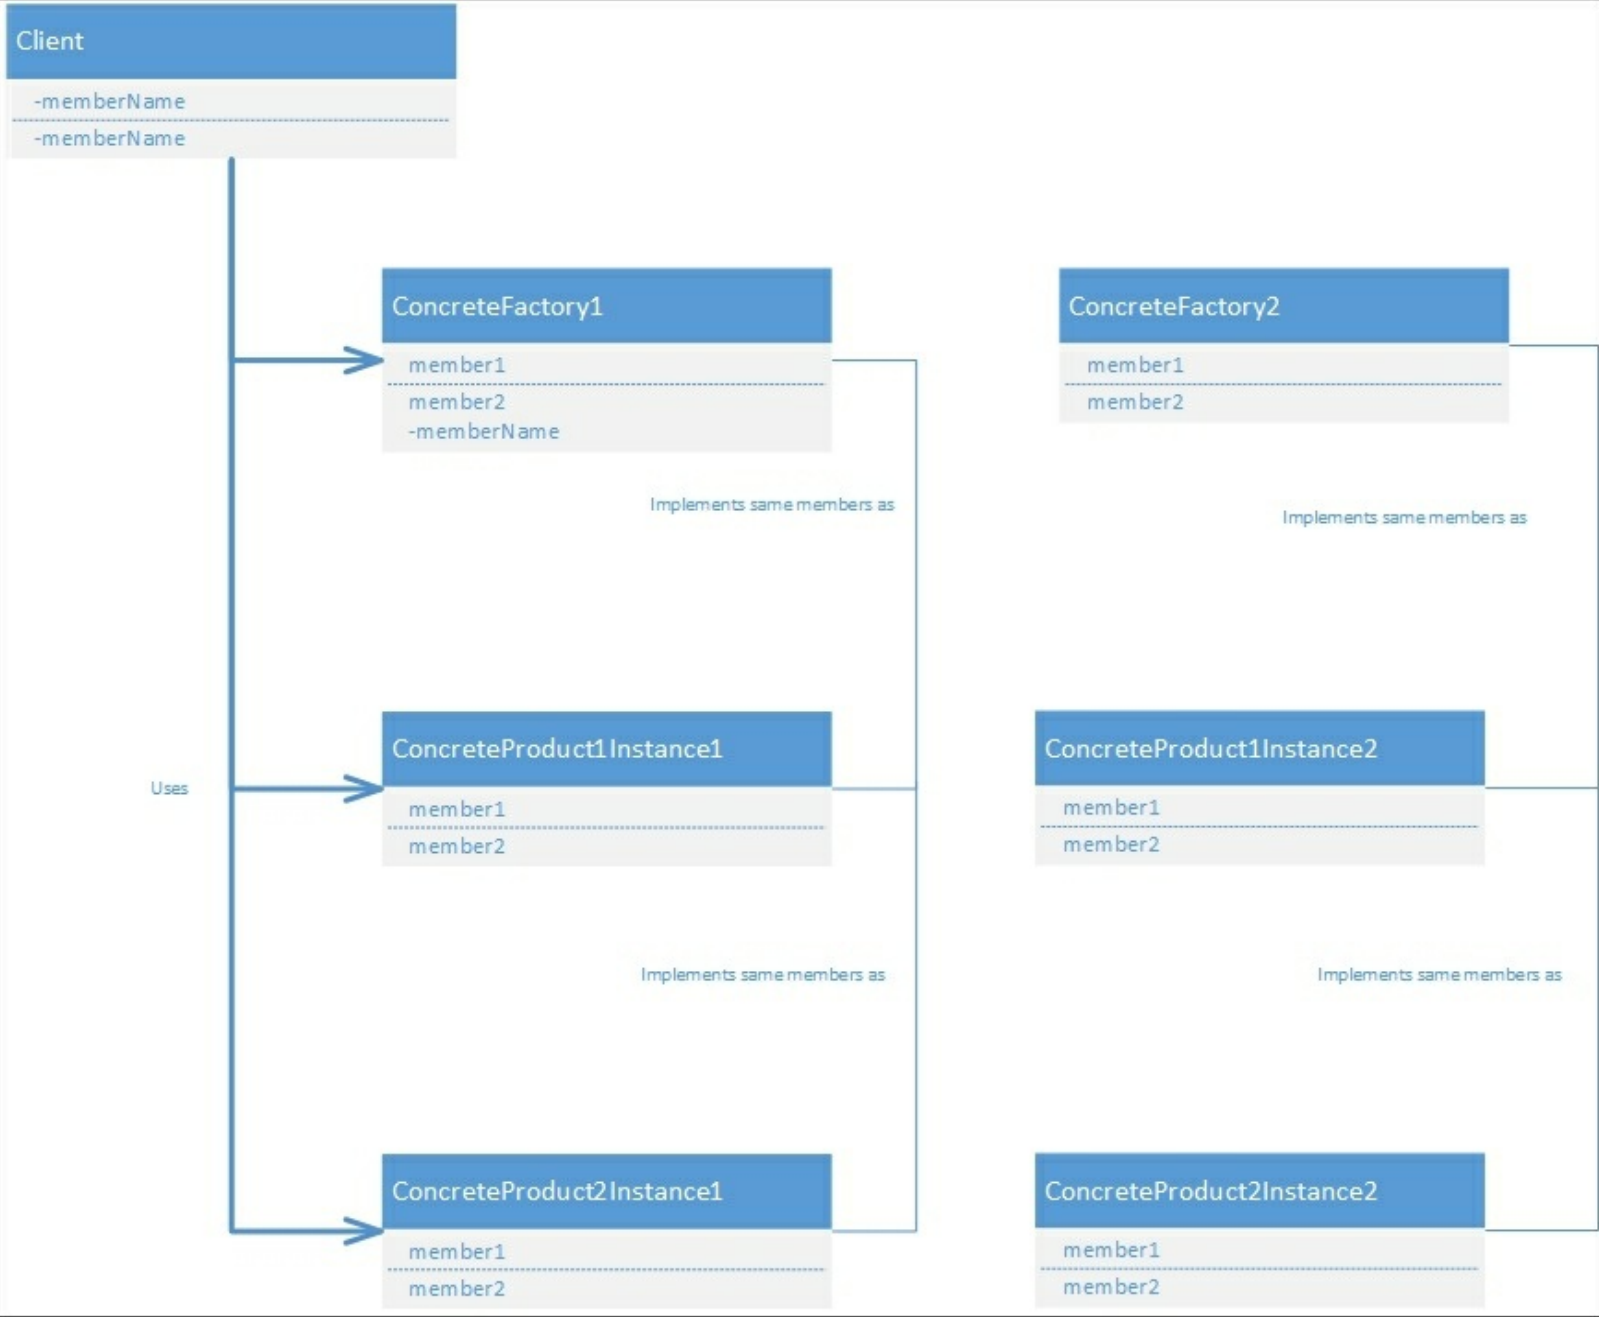 Client
-memberName
-memberName
ConcreteFactory1
member1
member2
-memberName
ConcreteFactory2
member1
member2
Implements same members as
Implements same members as
Uses
ConcreteProduct1Instance1
member1
member2
ConcreteProduct1Instance2
member1
member2
Implements same members as
Implements same members as
ConcreteProduct2Instance1
member1
member2
ConcreteProduct2Instance2
member1
member2